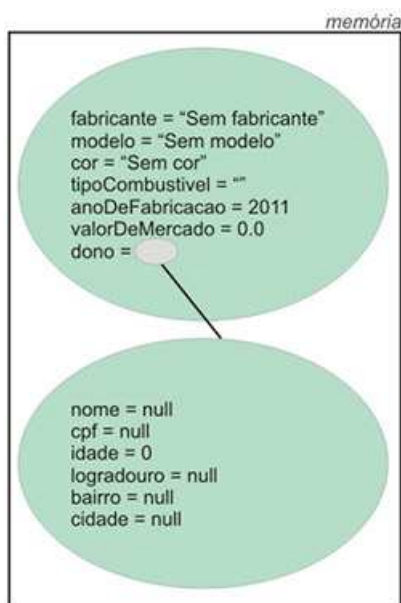 memória
fabricante = “Sem fabricante”
modelo = “Sem modelo”
cor = “Sem cor”
tipoCombustivel = “”
anoDeFabricacao = 2011
valorDeMercado = 0.0
dono =
nome = null
cpf = null
idade = 0
logradouro = null
bairro = null
cidade = null